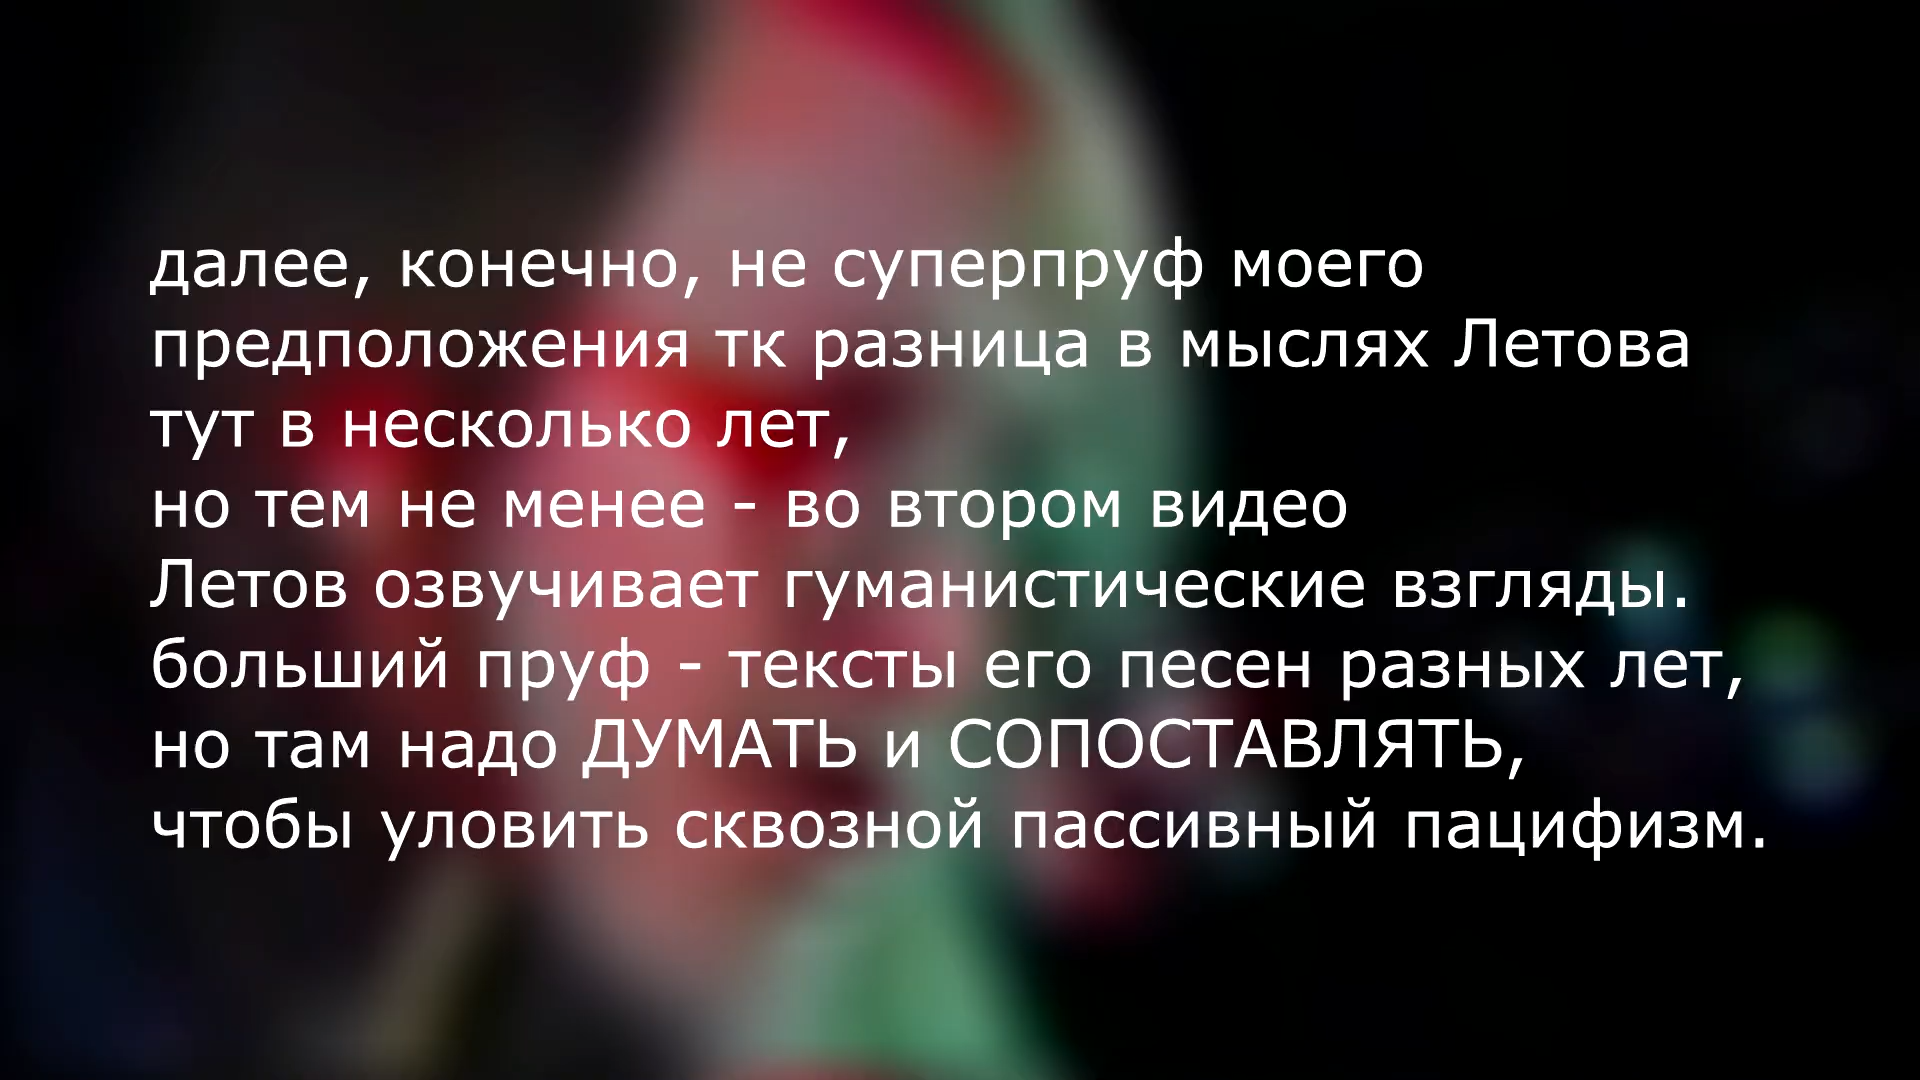 далее, конечно, не суперпруф моего
предположения тк разница в мыслях Летова
тут в несколько лет,
но тем не менее - во втором видео
Летов озвучивает гуманистические взгляды.
больший пруф - тексты его песен разных лет,
но там надо ДУМАТЬ и СОПОСТАВЛЯТЬ,
чтобы уловить сквозной пассивный пацифизм.